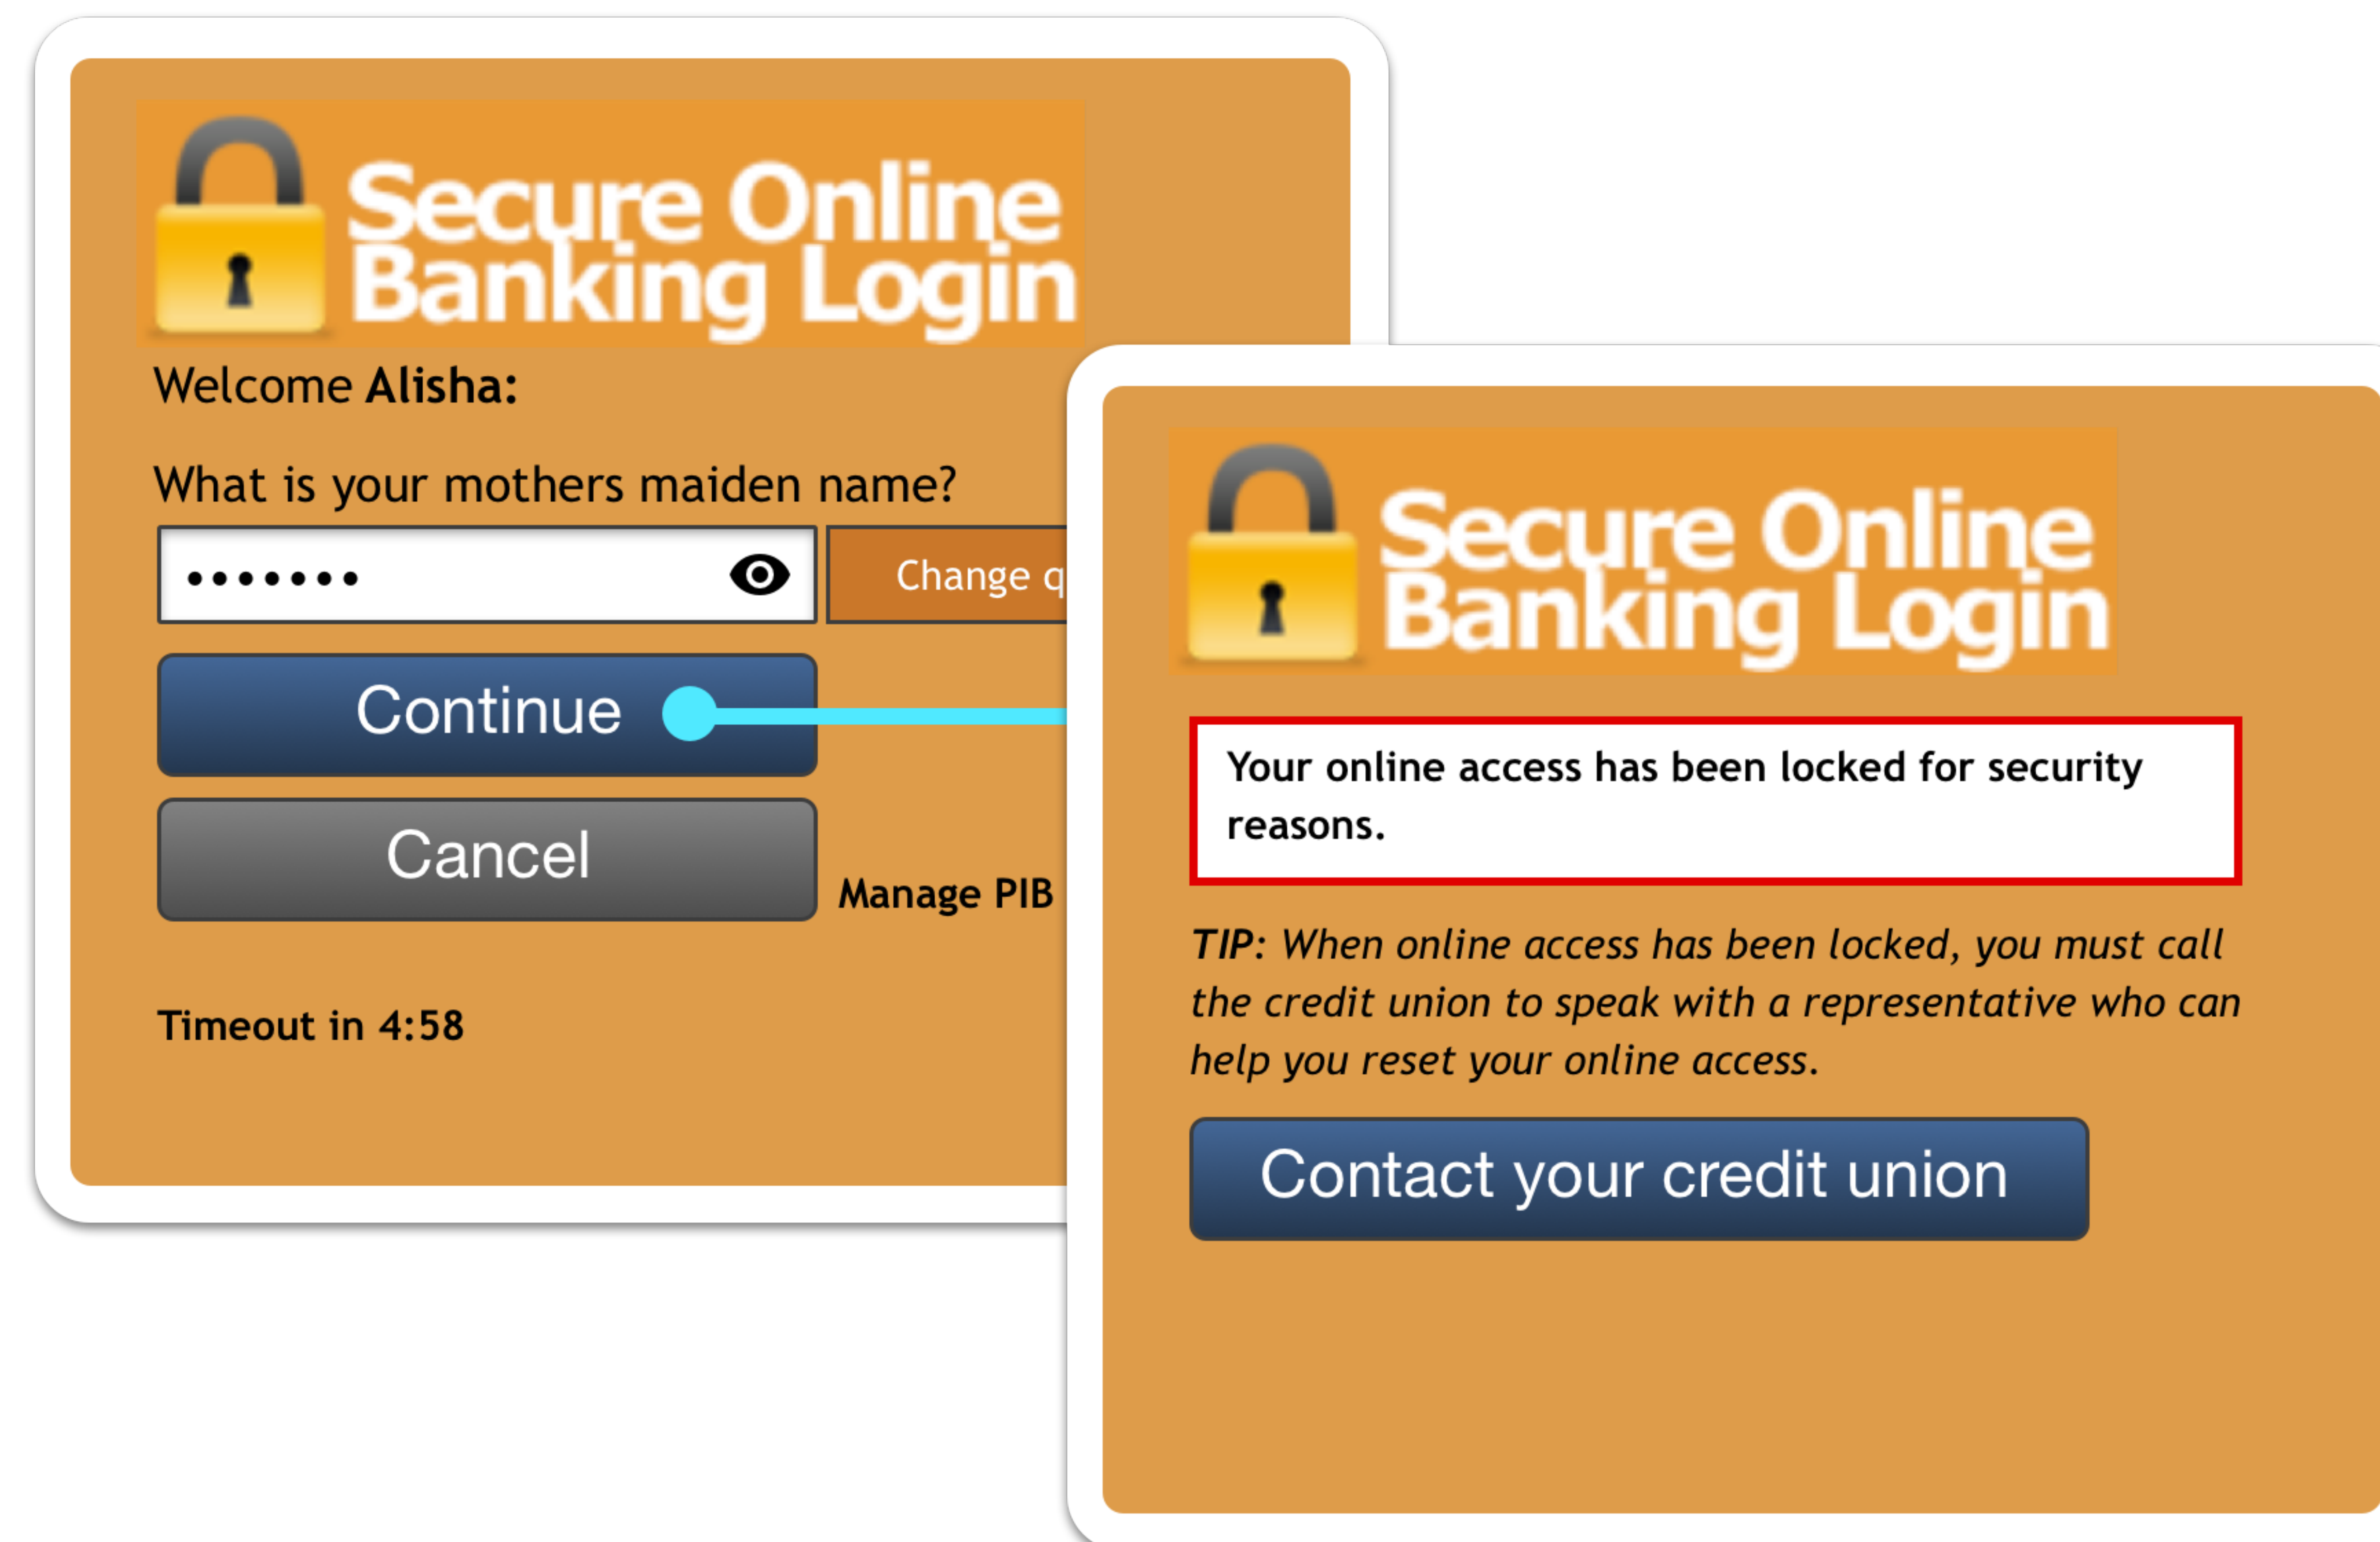 Secure Online
Banking Login
Welcome Alisha:
What is your mothers maiden name?
•••••••
Change q
Continue
Cancel
Manage PIB
Timeout in 4:58
Secure Online
Banking Login
Your online access has been locked for security
reasons.
TIP: When online access has been locked, you must call
the credit union to speak with a representative who can
help you reset your online access.
Contact your credit union